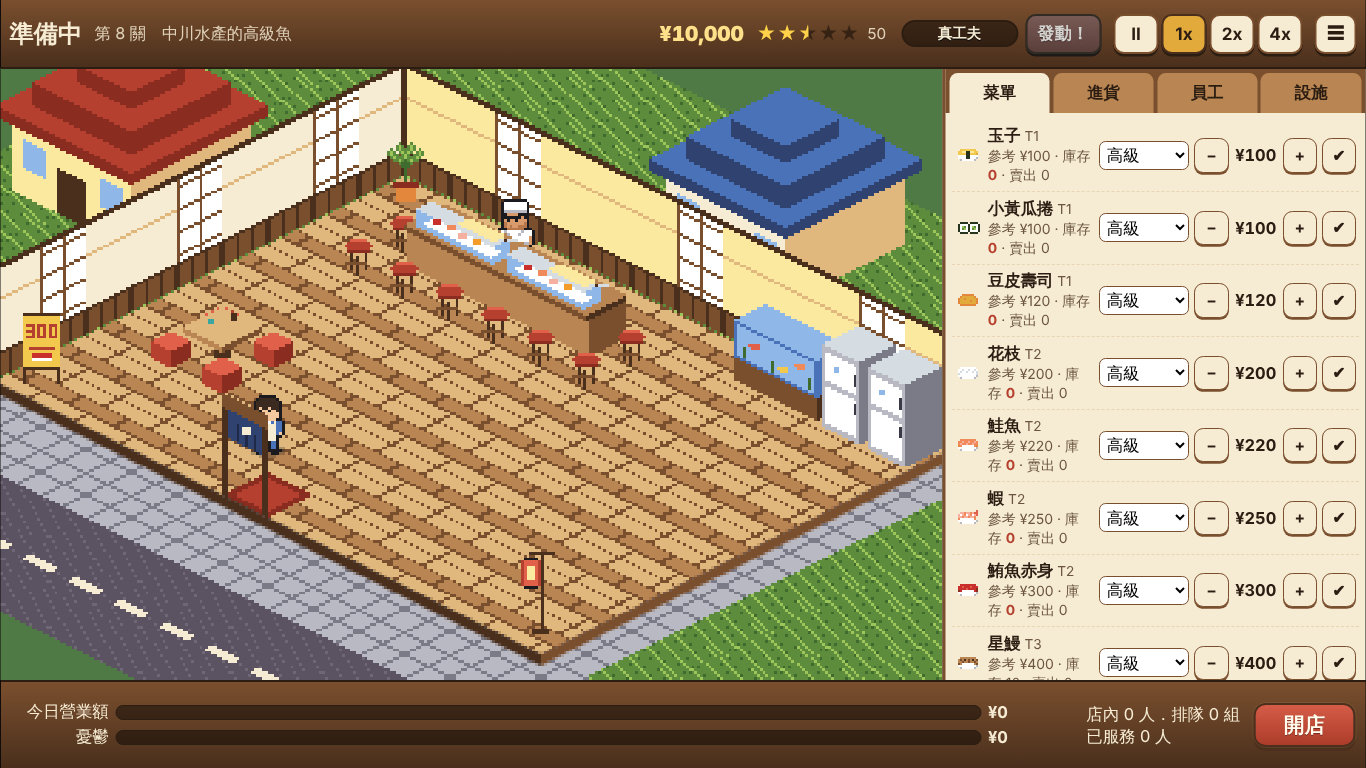 準備中 第 8 關 中川水產的高級魚 ¥10,000 50 真工夫 發動！ II 1x 2x 4x
菜單 進貨 員工 設施
玉子 T1
參考 ¥100 · 庫存
0 · 賣出 0
高級 − ¥100 + ✔
小黃瓜捲 T1
參考 ¥100 · 庫存
0 · 賣出 0
高級 − ¥100 + ✔
豆皮壽司 T1
參考 ¥120 · 庫存
0 · 賣出 0
高級 − ¥120 + ✔
花枝 T2
參考 ¥200 · 庫
存 0 · 賣出 0
高級 − ¥200 + ✔
鮭魚 T2
參考 ¥220 · 庫
存 0 · 賣出 0
高級 − ¥220 + ✔
蝦 T2
參考 ¥250 · 庫
存 0 · 賣出 0
高級 − ¥250 + ✔
鮪魚赤身 T2
參考 ¥300 · 庫
存 0 · 賣出 0
高級 − ¥300 + ✔
星鰻 T3
參考 ¥400 · 庫
高級 − ¥400 + ✔
300
今日營業額 ¥0
憂鬱 ¥0
店內 0 人．排隊 0 組
已服務 0 人
開店